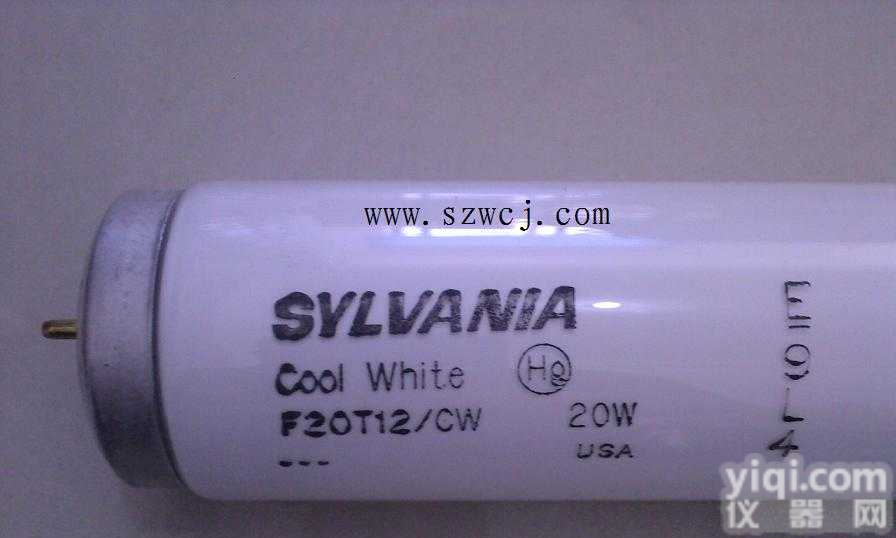 www.szwcj.com
SYLVANIA
Cool White Hg
F20T12/CW 20W
---
USA
yiqi.com
仪器网